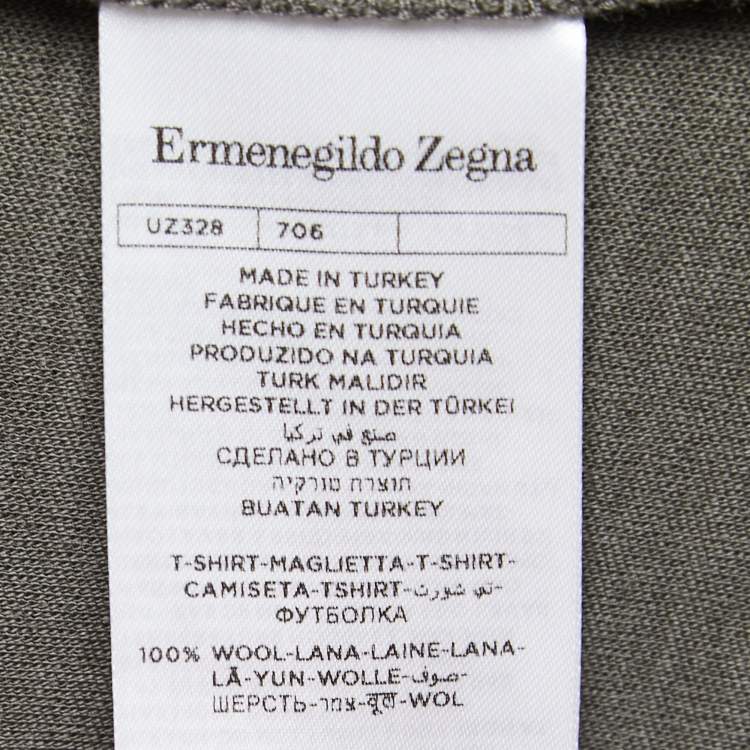 Ermenegildo Zegna
UZ328 706
MADE IN TURKEY
FABRIQUE EN TURQUIE
HECHO EN TURQUIA
PRODUZIDO NA TURQUIA
TURK MALIDIR
HERGESTELLT IN DER TÜRKEI
صنع في تركيا
СДЕЛАНО В ТУРЦИИ
תוצרת טורקיה
BUATAN TURKEY
T-SHIRT-MAGLIETTA-T-SHIRT-
CAMISETA-TSHIRT-تي شورت-
ФУТБОЛКА
100% WOOL-LANA-LAINE-LANA-
LÃ-YUN-WOLLE-صوف-
ШЕРСТЬ-צמר-वूल-WOL